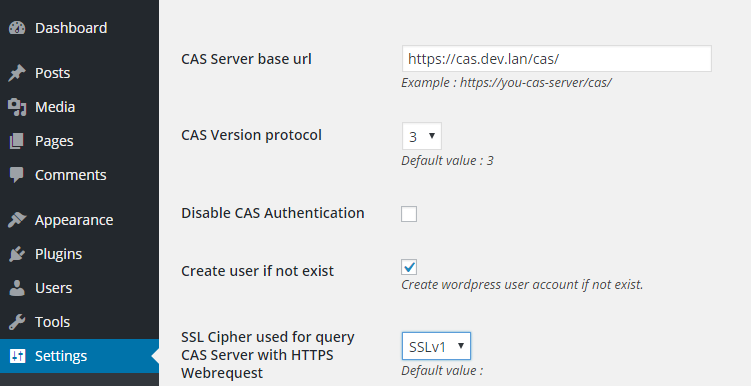 Dashboard
Posts
Media
Pages
Comments
Appearance
Plugins
Users
Tools
Settings
CAS Server base url
https://cas.dev.lan/cas/
Example : https://you-cas-server/cas/
CAS Version protocol
3
Default value : 3
Disable CAS Authentication
Create user if not exist
Create wordpress user account if not exist.
SSL Cipher used for query
CAS Server with HTTPS
Webrequest
SSLv1
Default value :